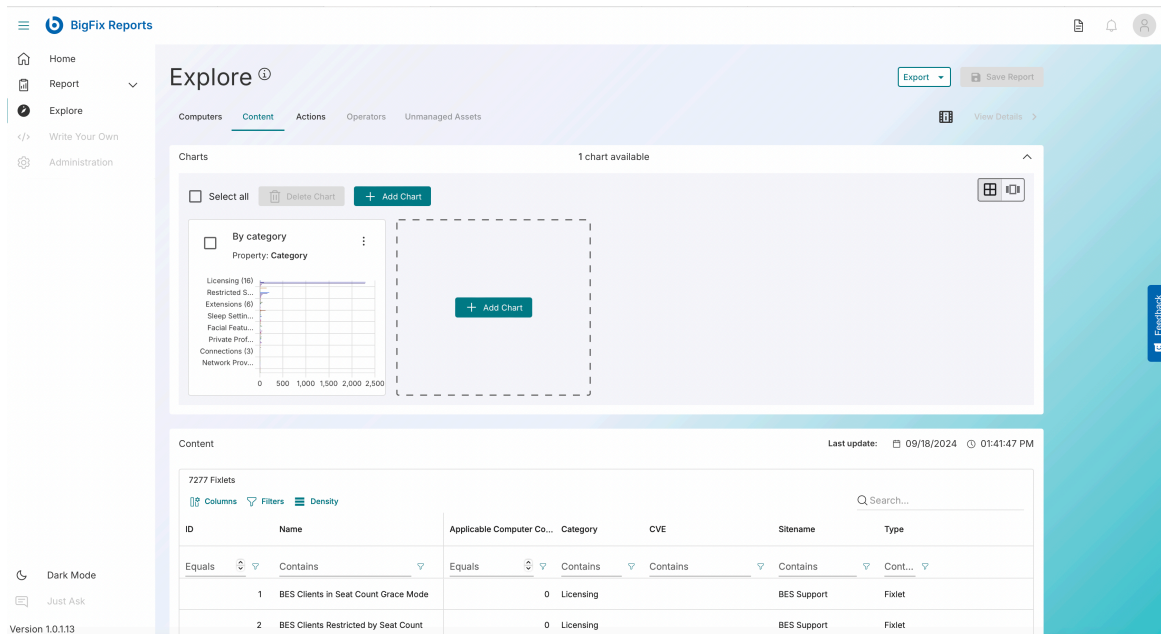 BigFix Reports
Home
Report
Explore
Write Your Own
Administration
Dark Mode
Just Ask
Version 1.0.1.13
Explore
Export
Save Report
Computers Content Actions Operators Unmanaged Assets
View Details
Charts 1 chart available
Select all Delete Chart + Add Chart
By category
Property: Category
Licensing (16)
Restricted S...
Extensions (6)
Sleep Settin...
Facial Featu...
Private Prof...
Connections (3)
Network Prov...
0 500 1,000 1,500 2,000 2,500
+ Add Chart
Feedback
Content Last update: 09/18/2024 01:41:47 PM
7277 Fixlets
Columns Filters Density Search...
ID Name Applicable Computer Co... Category CVE Sitename Type
Equals Contains Equals Contains Contains Contains Cont...
1 BES Clients in Seat Count Grace Mode 0 Licensing BES Support Fixlet
2 BES Clients Restricted by Seat Count 0 Licensing BES Support Fixlet